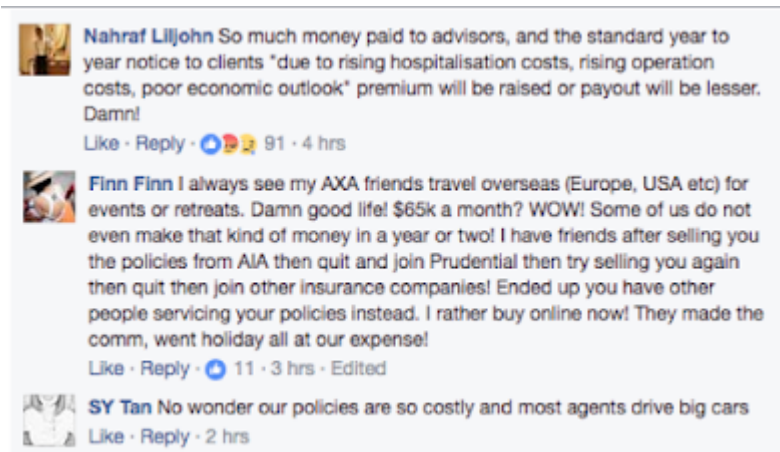 Nahraf Liljohn So much money paid to advisors, and the standard year to
year notice to clients "due to rising hospitalisation costs, rising operation
costs, poor economic outlook" premium will be raised or payout will be lesser.
Damn!
Like · Reply · 91 · 4 hrs
Finn Finn I always see my AXA friends travel overseas (Europe, USA etc) for
events or retreats. Damn good life! $65k a month? WOW! Some of us do not
even make that kind of money in a year or two! I have friends after selling you
the policies from AIA then quit and join Prudential then try selling you again
then quit then join other insurance companies! Ended up you have other
people servicing your policies instead. I rather buy online now! They made the
comm, went holiday all at our expense!
Like · Reply · 11 · 3 hrs · Edited
SY Tan No wonder our policies are so costly and most agents drive big cars
Like · Reply · 2 hrs